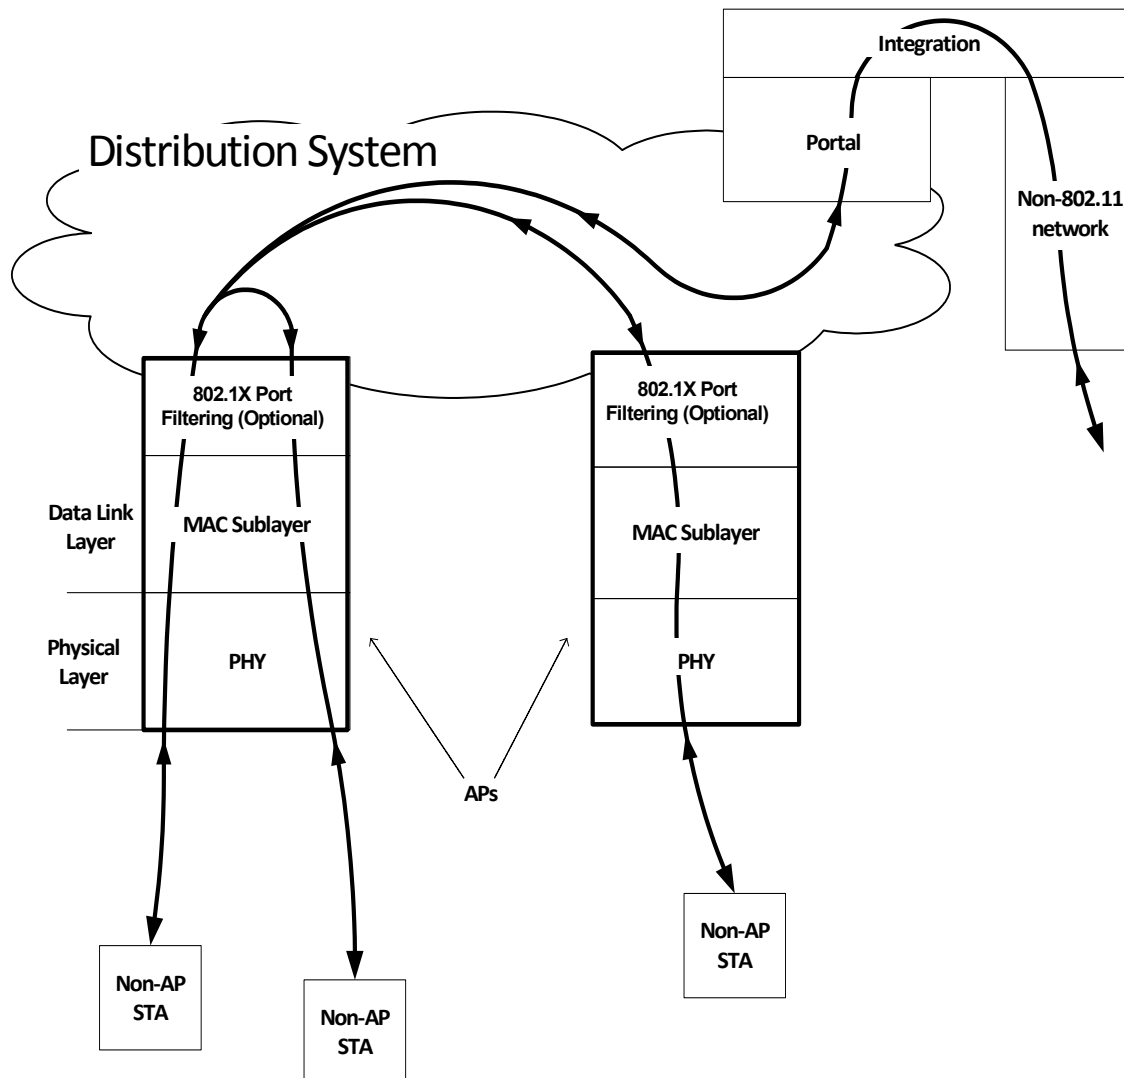 Integration
Distribution System
Portal
Non-802.11
network
802.1X Port
Filtering (Optional)
802.1X Port
Filtering (Optional)
Data Link
Layer
MAC Sublayer
MAC Sublayer
Physical
Layer
PHY
PHY
APs
Non-AP
STA
Non-AP
STA
Non-AP
STA